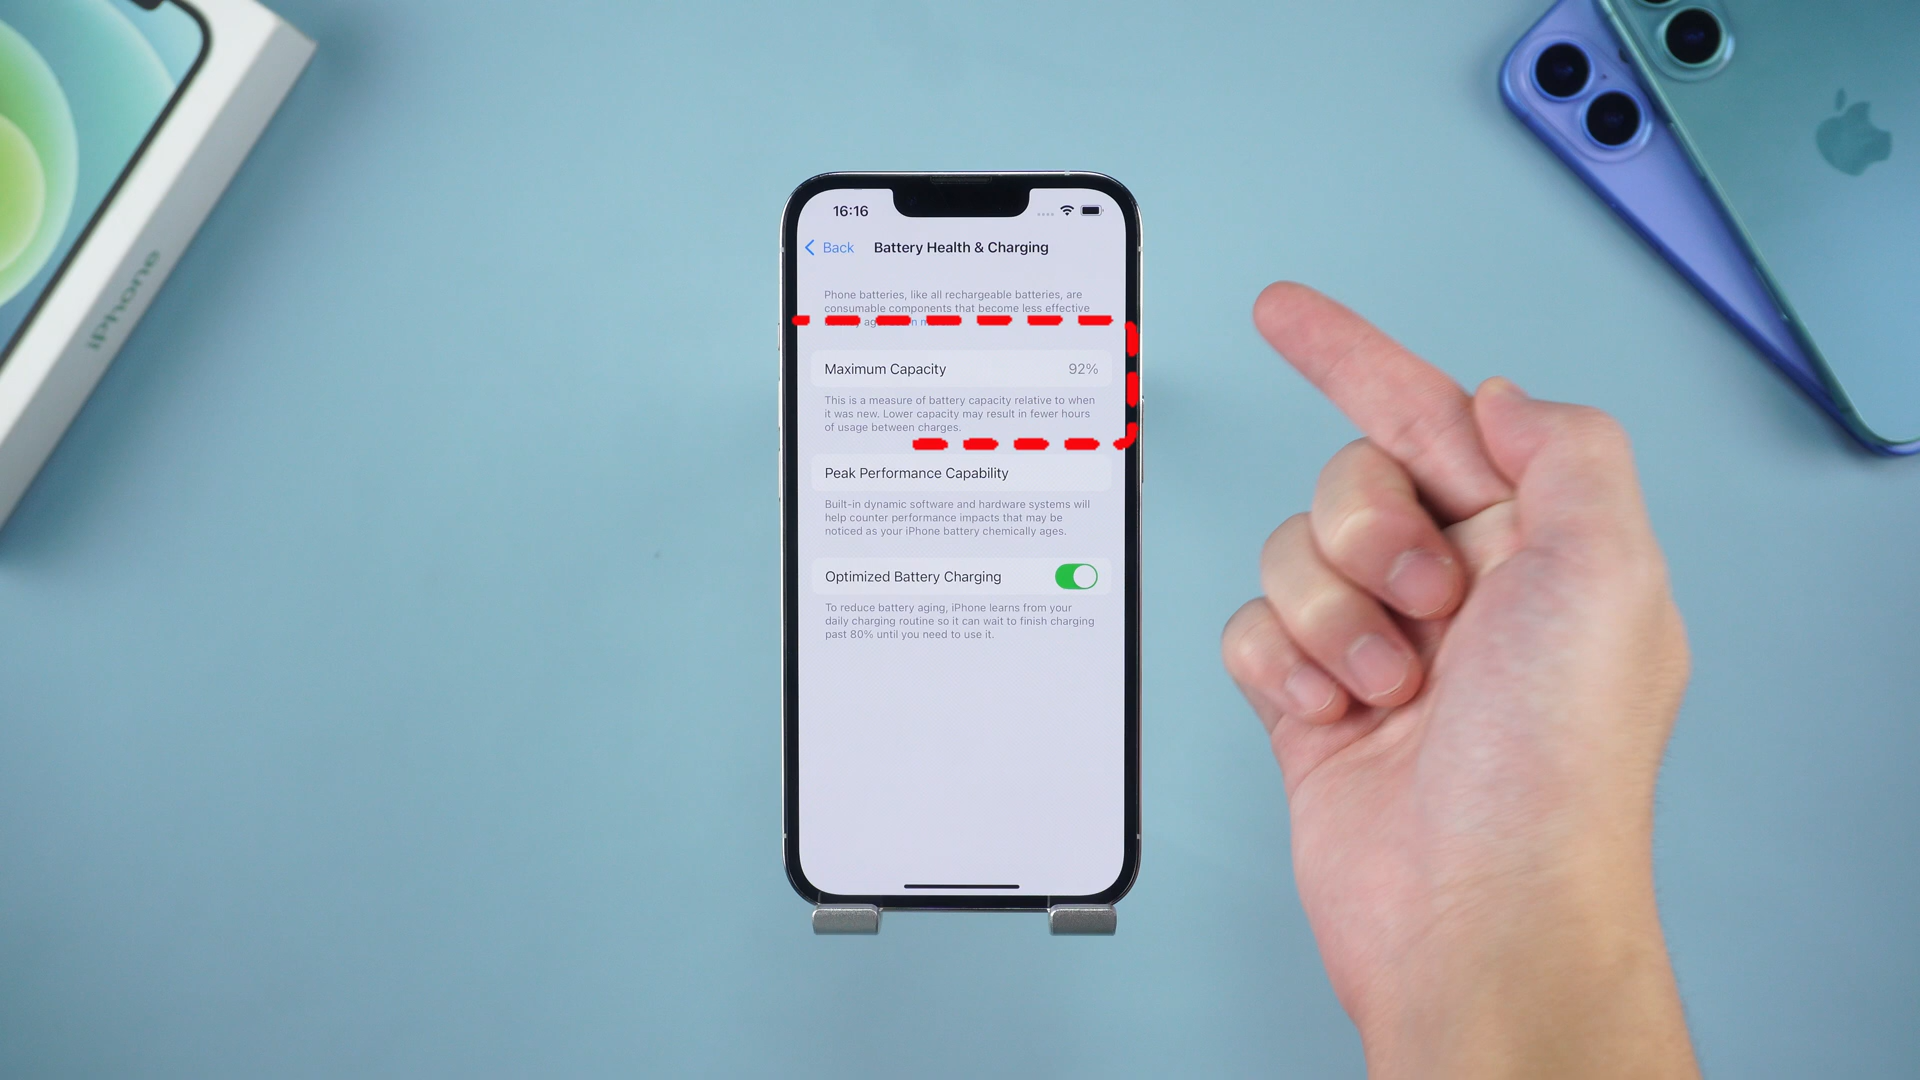 iPhone
16:16
Back Battery Health & Charging
Phone batteries, like all rechargeable batteries, are
consumable components that become less effective
Maximum Capacity 92%
This is a measure of battery capacity relative to when
it was new. Lower capacity may result in fewer hours
of usage between charges.
Peak Performance Capability
Built-in dynamic software and hardware systems will
help counter performance impacts that may be
noticed as your iPhone battery chemically ages.
Optimized Battery Charging
To reduce battery aging, iPhone learns from your
daily charging routine so it can wait to finish charging
past 80% until you need to use it.